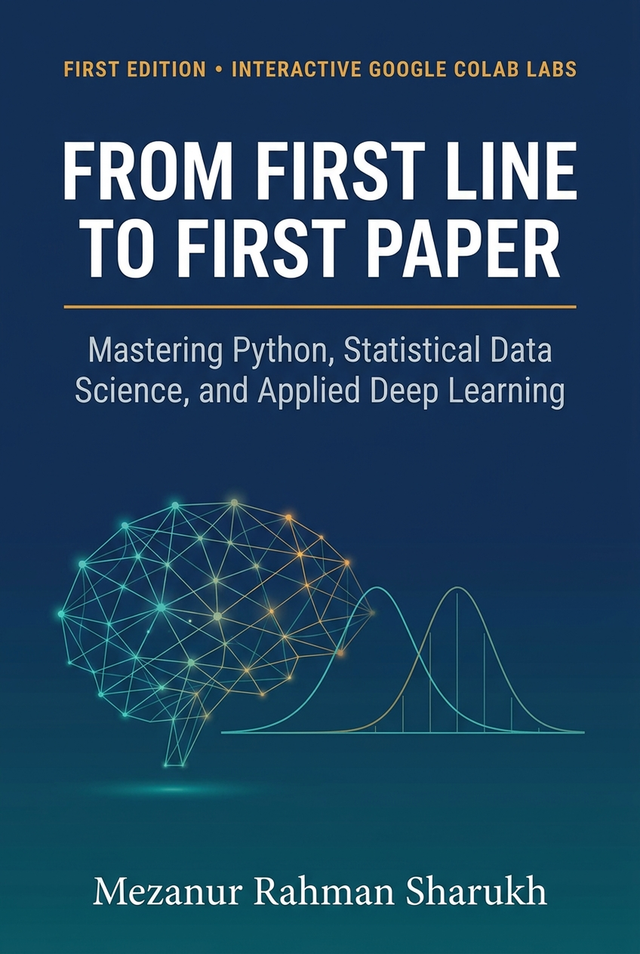 FIRST EDITION • INTERACTIVE GOOGLE COLAB LABS
FROM FIRST LINE
TO FIRST PAPER
Mastering Python, Statistical Data
Science, and Applied Deep Learning
Mezanur Rahman Sharukh